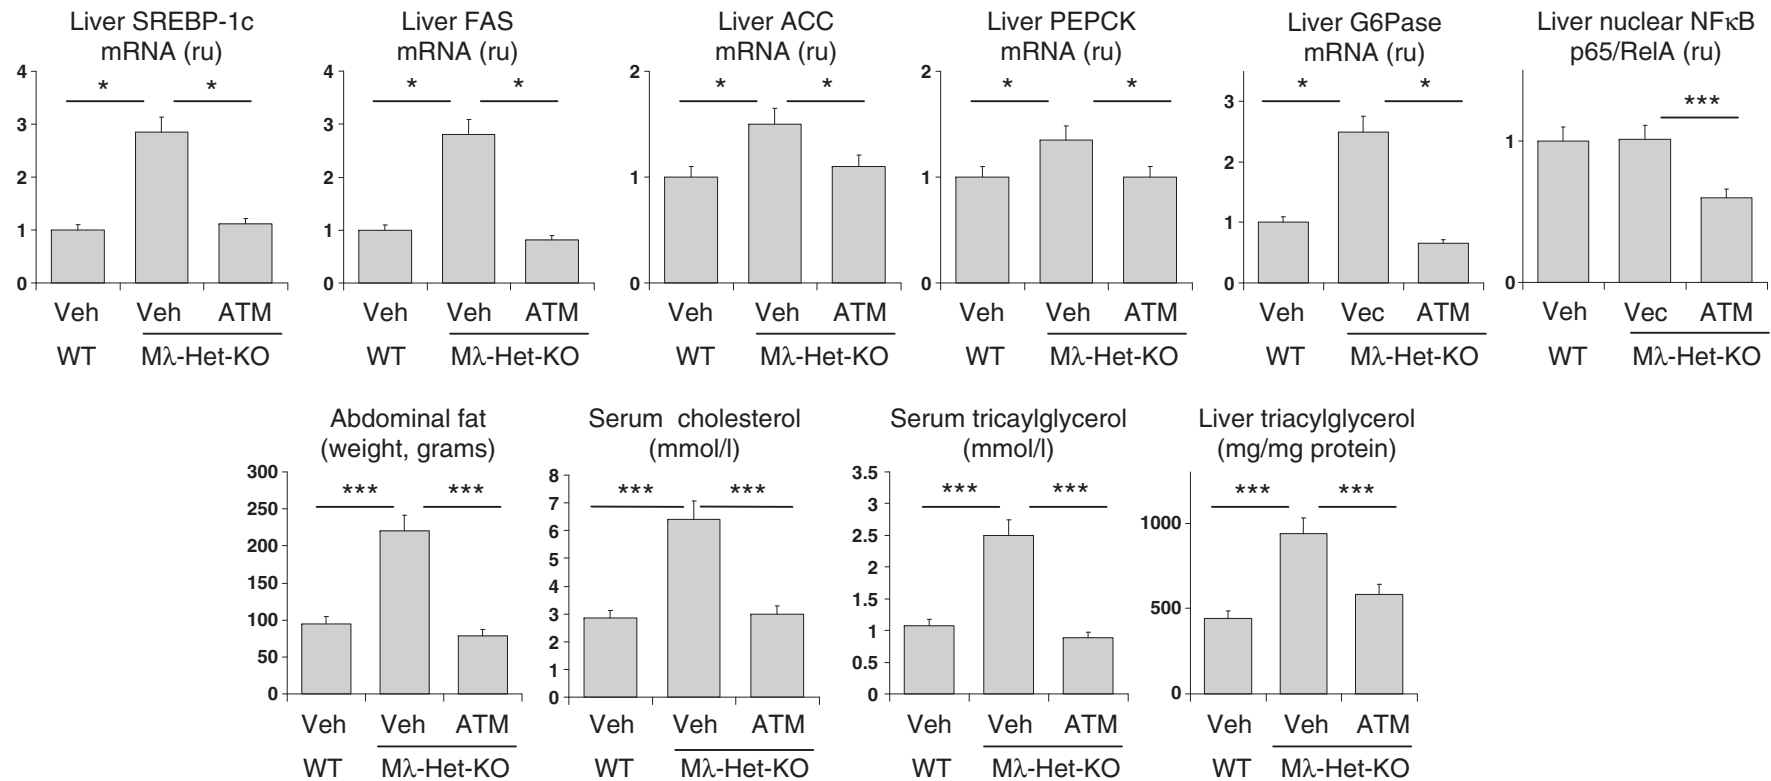 Liver SREBP-1c
mRNA (ru)
4
3
2
1
0
*
*
Veh
Veh
ATM
WT
Mλ-Het-KO
Liver FAS
mRNA (ru)
4
3
2
1
0
*
*
Veh
Veh
ATM
WT
Mλ-Het-KO
Liver ACC
mRNA (ru)
2
1
0
*
*
Veh
Veh
ATM
WT
Mλ-Het-KO
Liver PEPCK
mRNA (ru)
2
1
0
*
*
Veh
Veh
ATM
WT
Mλ-Het-KO
Liver G6Pase
mRNA (ru)
3
2
1
0
*
*
Veh
Vec
ATM
WT
Mλ-Het-KO
Liver nuclear NFκB
p65/RelA (ru)
1
0
***
Veh
Vec
ATM
WT
Mλ-Het-KO
Abdominal fat
(weight, grams)
300
250
200
150
100
50
0
***
***
Veh
Veh
ATM
WT
Mλ-Het-KO
Serum cholesterol
(mmol/l)
8
7
6
5
4
3
2
1
0
***
***
Veh
Veh
ATM
WT
Mλ-Het-KO
Serum tricaylglycerol
(mmol/l)
3.5
3
2.5
2
1.5
1
0.5
0
***
***
Veh
Veh
ATM
WT
Mλ-Het-KO
Liver triacylglycerol
(mg/mg protein)
1000
500
0
***
***
Veh
Veh
ATM
WT
Mλ-Het-KO